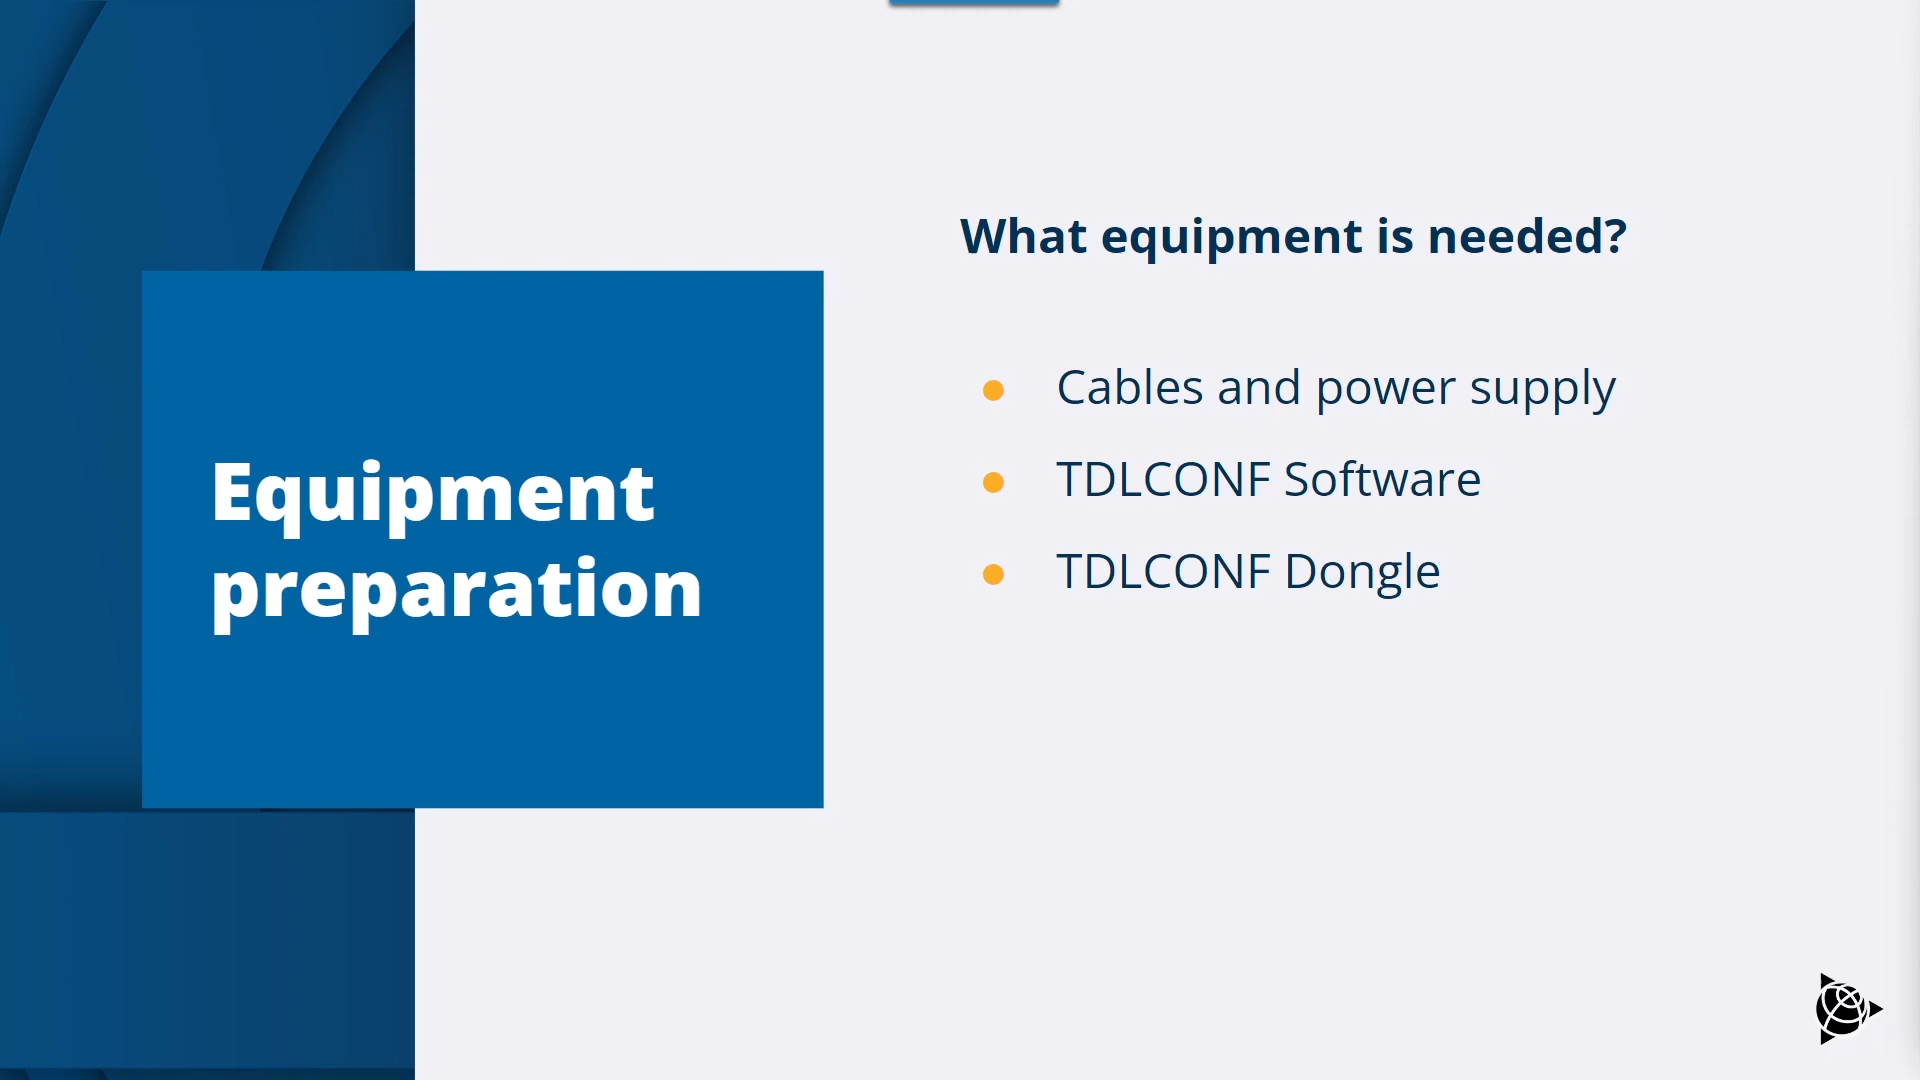 Equipment
preparation
What equipment is needed?
Cables and power supply
TDLCONF Software
TDLCONF Dongle